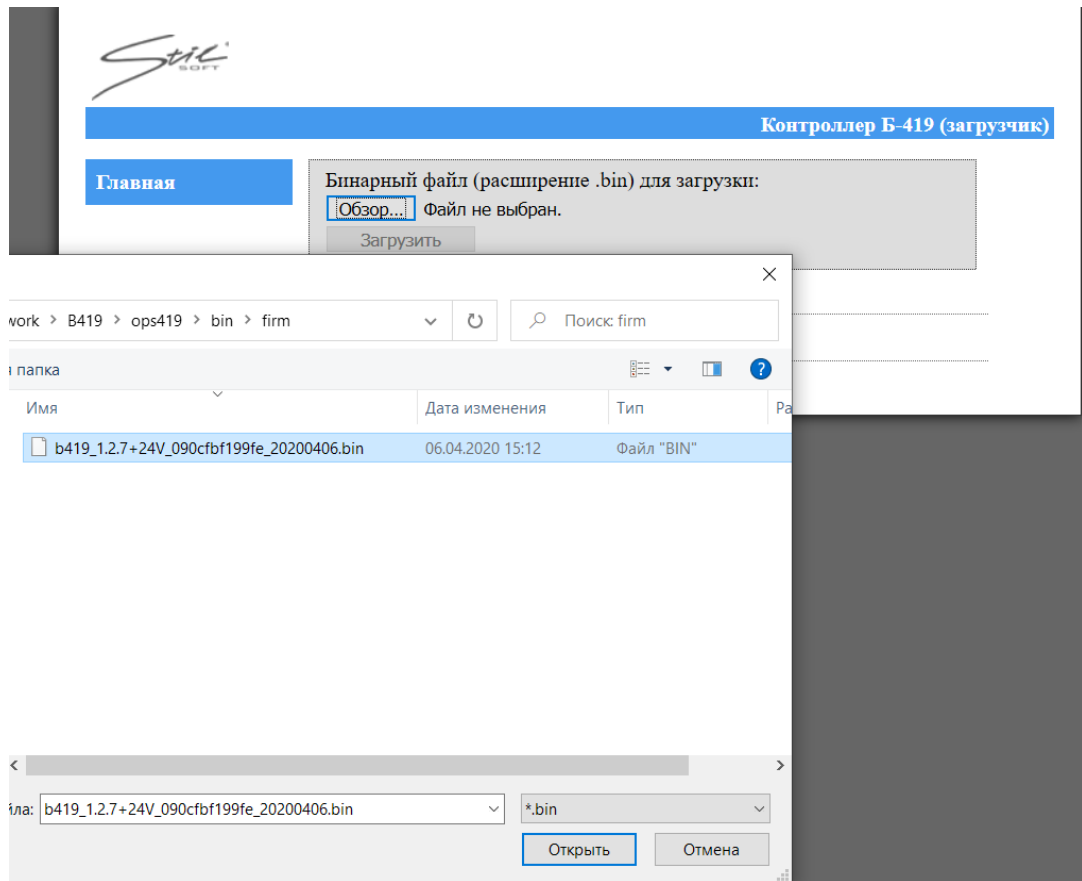 Stil
SOFT
Контроллер Б-419 (загрузчик)
Главная
Бинарный файл (расширение .bin) для загрузки:
Обзор... Файл не выбран.
Загрузить
work > B419 > ops419 > bin > firm
Поиск: firm
я папка
?
Имя Дата изменения Тип Ра
b419_1.2.7+24V_090cfbf199fe_20200406.bin 06.04.2020 15:12 Файл "BIN"
йла: b419_1.2.7+24V_090cfbf199fe_20200406.bin *.bin
Открыть Отмена